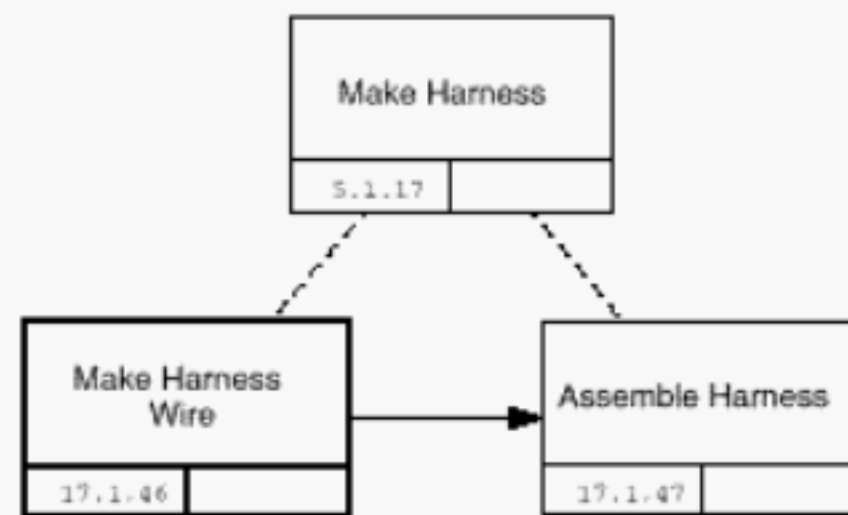 Make Harness
5.1.17
Make Harness
Wire
Assemble Harness
17.1.46
17.1.47